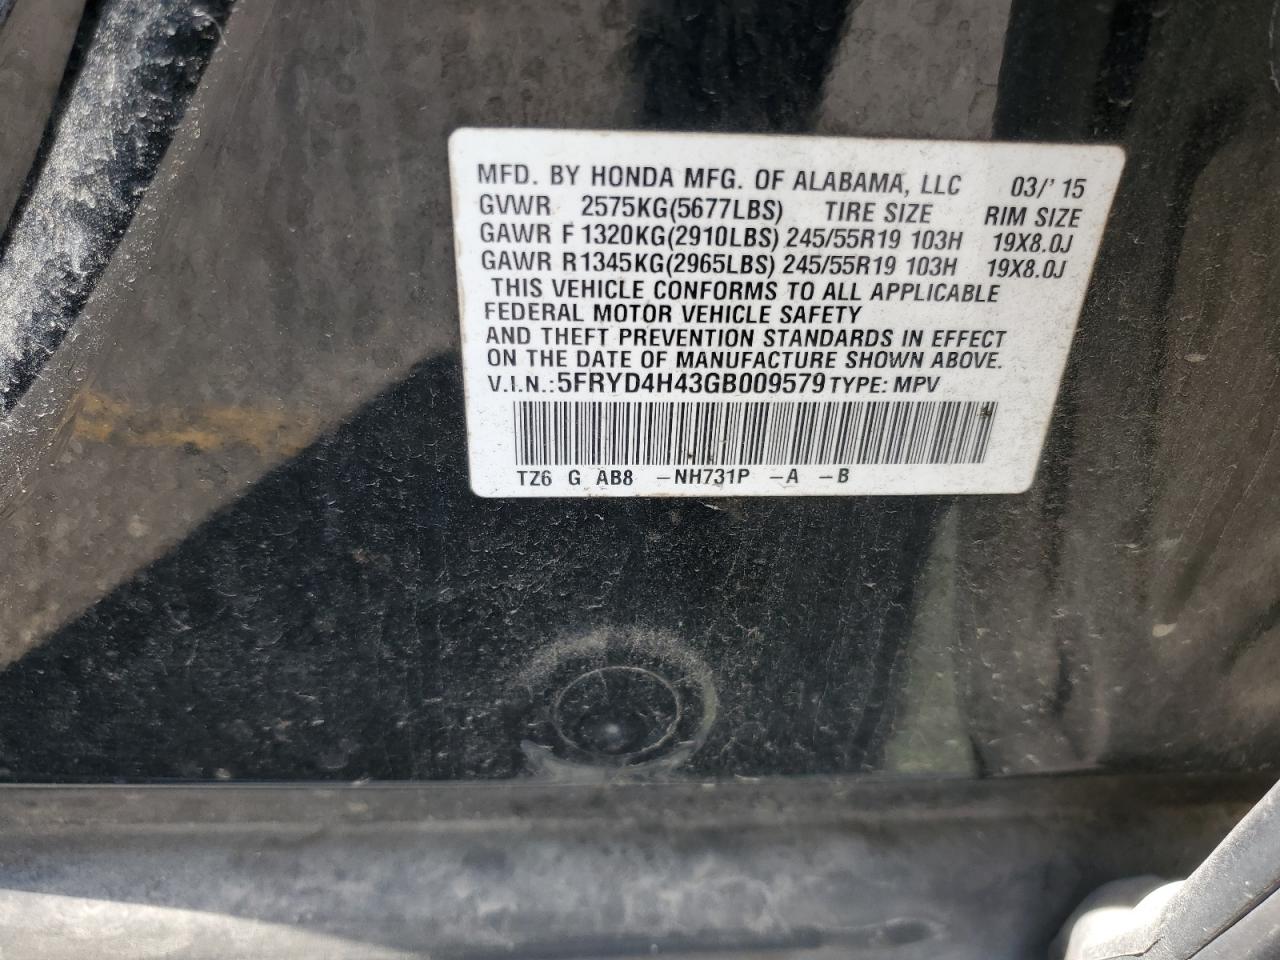 MFD. BY HONDA MFG. OF ALABAMA, LLC 03/' 15
GVWR 2575KG(5677LBS) TIRE SIZE RIM SIZE
GAWR F 1320KG(2910LBS) 245/55R19 103H 19X8.0J
GAWR R1345KG(2965LBS) 245/55R19 103H 19X8.0J
THIS VEHICLE CONFORMS TO ALL APPLICABLE
FEDERAL MOTOR VEHICLE SAFETY
AND THEFT PREVENTION STANDARDS IN EFFECT
ON THE DATE OF MANUFACTURE SHOWN ABOVE.
V.I.N.:5FRYD4H43GB009579 TYPE: MPV
TZ6 G AB8 -NH731P -A -B